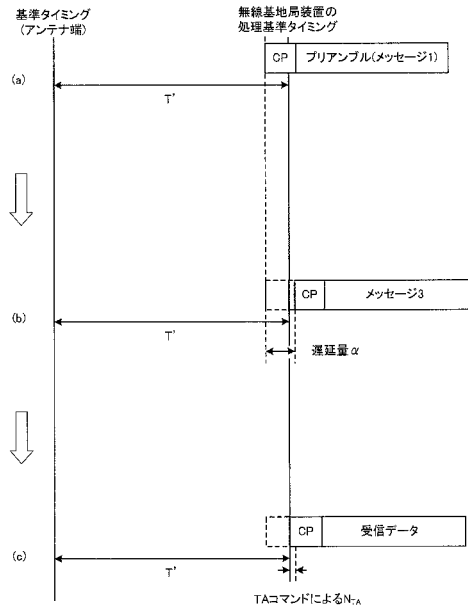 基準タイミング
(アンテナ端)
無線基地局装置の
処理基準タイミング
CP
プリアンブル(メッセージ1)
(a)
T'
CP
メッセージ3
(b)
T'
遅延量 α
CP
受信データ
(c)
T'
TAコマンドによるNTA